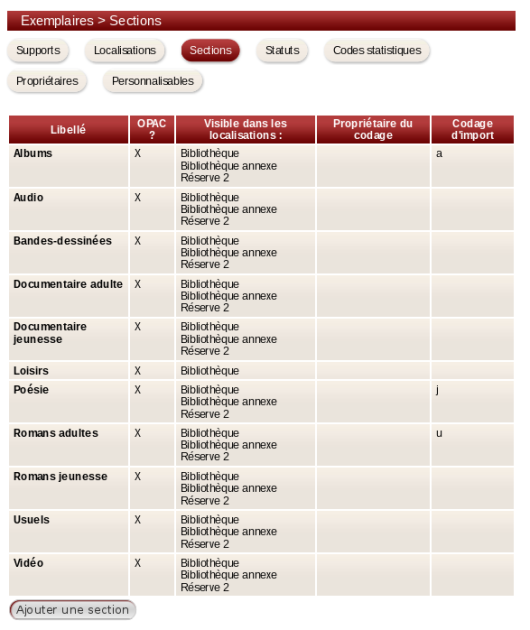 Exemplaires > Sections
Supports Localisations Sections Statuts Codes statistiques
Propriétaires Personnalisables
Libellé OPAC ? Visible dans les localisations : Propriétaire du codage Codage d'import
Albums X Bibliothèque a
Bibliothèque annexe
Réserve 2
Audio X Bibliothèque
Bibliothèque annexe
Réserve 2
Bandes-dessinées X Bibliothèque
Bibliothèque annexe
Réserve 2
Documentaire adulte X Bibliothèque
Bibliothèque annexe
Réserve 2
Documentaire X Bibliothèque
jeunesse Bibliothèque annexe
Réserve 2
Loisirs X Bibliothèque
Poésie X Bibliothèque j
Bibliothèque annexe
Réserve 2
Romans adultes X Bibliothèque u
Bibliothèque annexe
Réserve 2
Romans jeunesse X Bibliothèque
Bibliothèque annexe
Réserve 2
Usuels X Bibliothèque
Bibliothèque annexe
Réserve 2
Vidéo X Bibliothèque
Bibliothèque annexe
Réserve 2
Ajouter une section